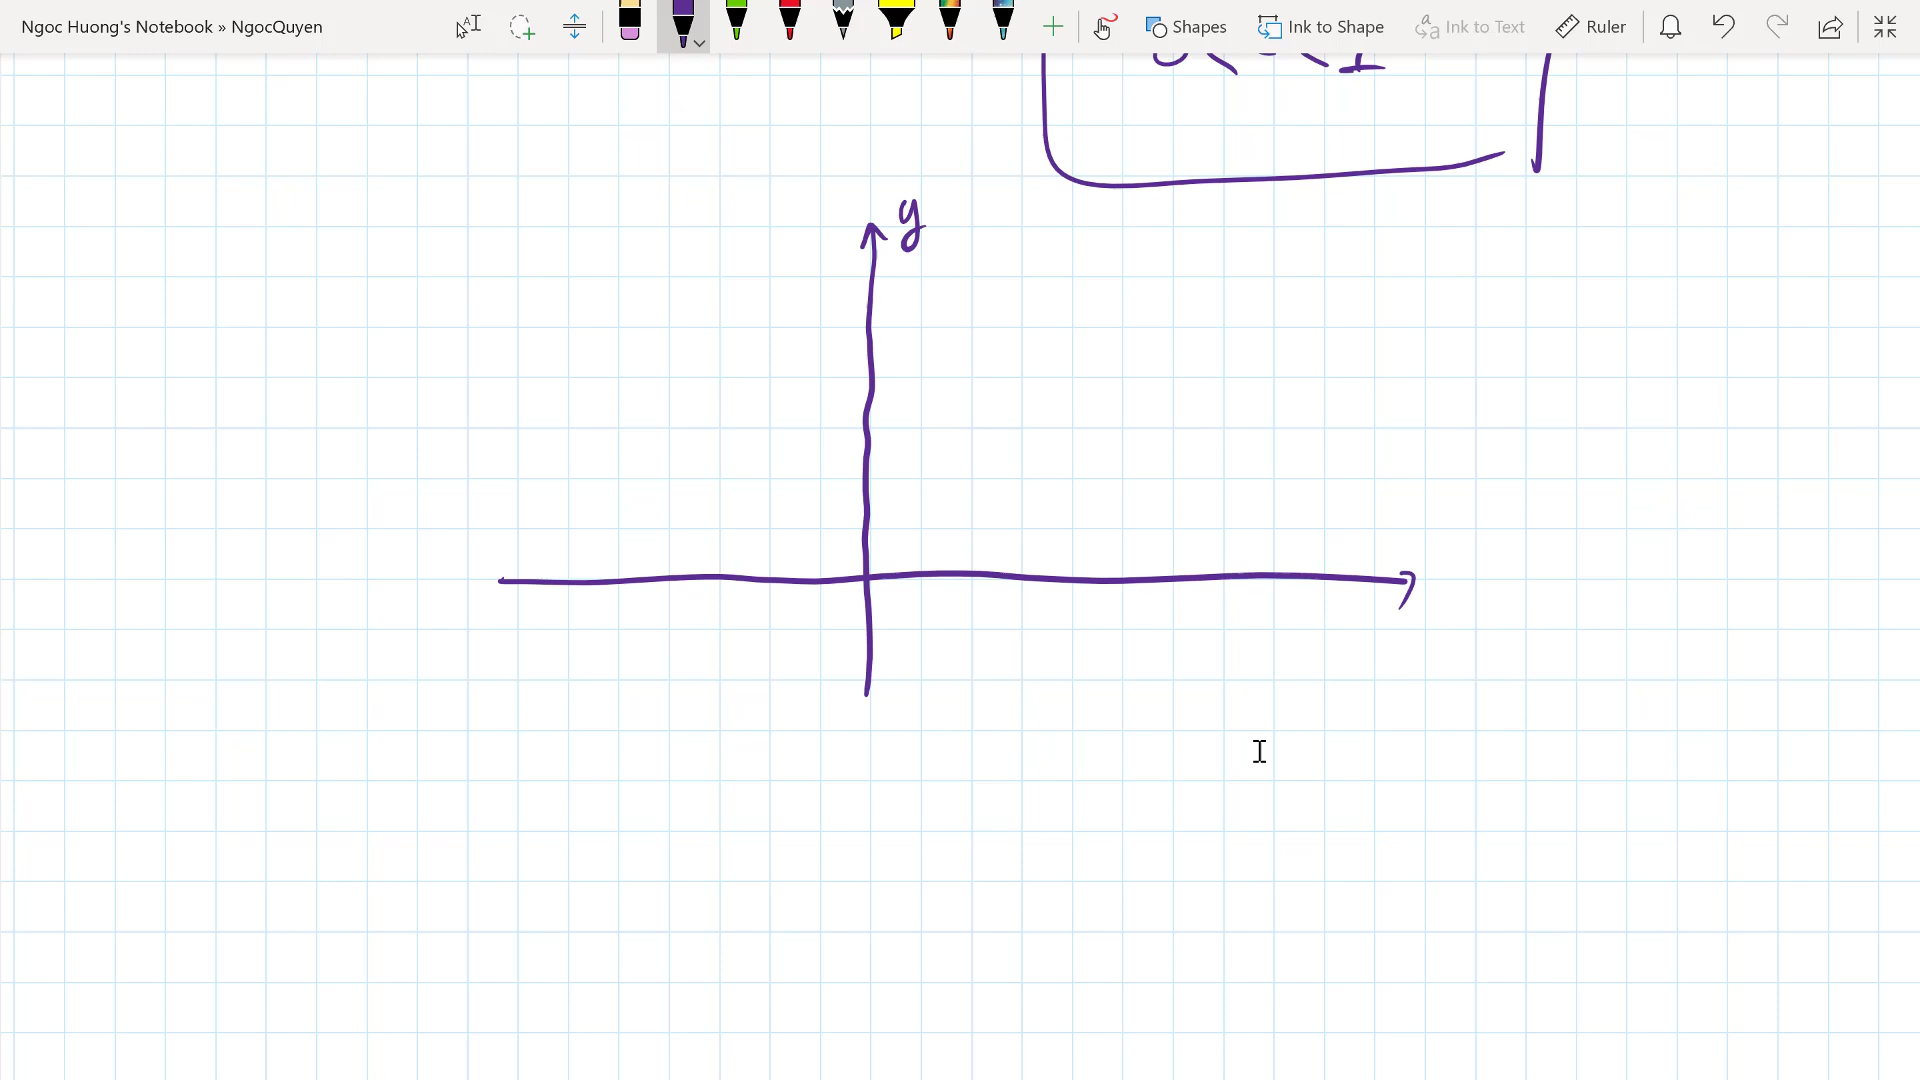 Ngoc Huong's Notebook » NgocQuyen
Shapes
Ink to Shape
Ink to Text
Ruler
y